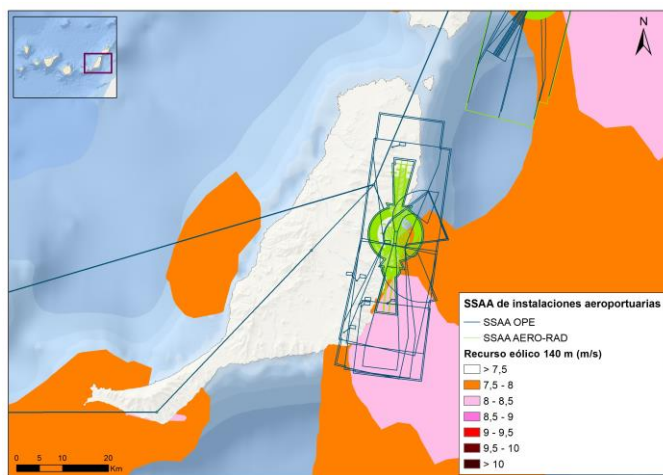 N
SSAA de instalaciones aeroportuarias
SSAA OPE
SSAA AERO-RAD
Recurso eólico 140 m (m/s)
> 7,5
7,5 - 8
8 - 8,5
8,5 - 9
9 - 9,5
9,5 - 10
> 10
0 5 10 20
Km